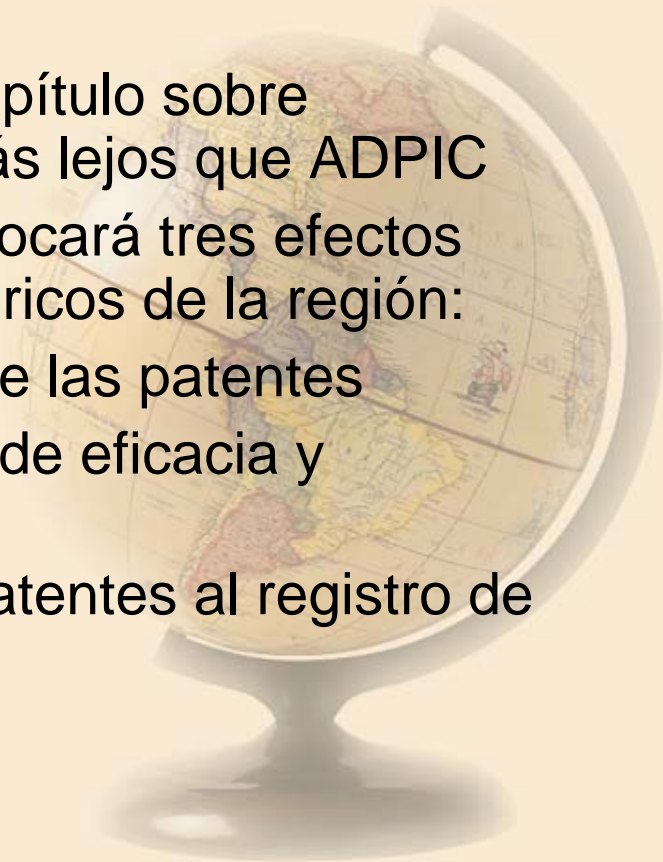 pítulo sobre
ás lejos que ADPIC
ocará tres efectos
ricos de la región:
e las patentes
de eficacia y
atentes al registro de